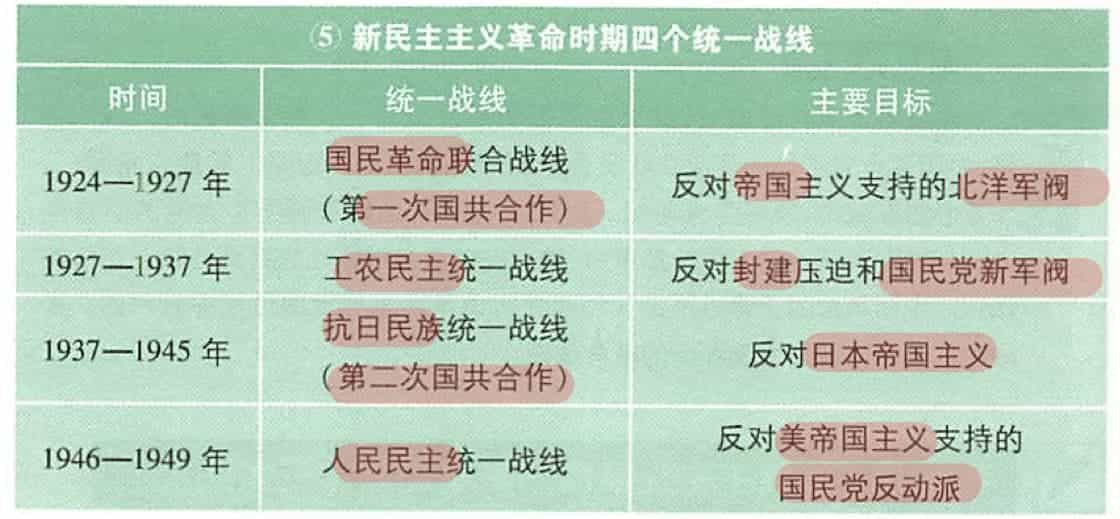 ⑤ 新民主主义革命时期四个统一战线
时间 统一战线 主要目标
1924—1927 年
国民革命联合战线
（第一次国共合作）
反对帝国主义支持的北洋军阀
1927—1937 年
工农民主统一战线
反对封建压迫和国民党新军阀
1937—1945 年
抗日民族统一战线
（第二次国共合作）
反对日本帝国主义
1946—1949 年
人民民主统一战线
反对美帝国主义支持的
国民党反动派